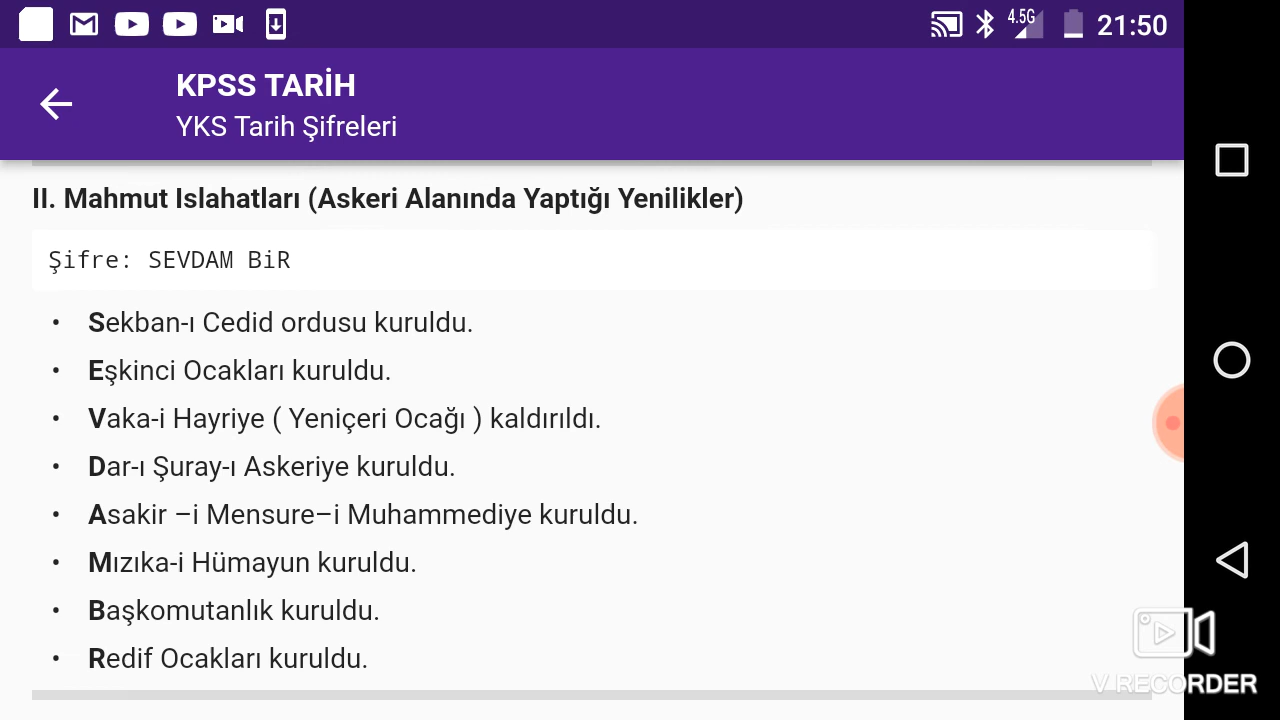 4.5G 21:50
KPSS TARİH
YKS Tarih Şifreleri
II. Mahmut Islahatları (Askeri Alanında Yaptığı Yenilikler)
Şifre: SEVDAM BiR
• Sekban-ı Cedid ordusu kuruldu.
• Eşkinci Ocakları kuruldu.
• Vaka-i Hayriye ( Yeniçeri Ocağı ) kaldırıldı.
• Dar-ı Şuray-ı Askeriye kuruldu.
• Asakir –i Mensure–i Muhammediye kuruldu.
• Mızıka-i Hümayun kuruldu.
• Başkomutanlık kuruldu.
• Redif Ocakları kuruldu.
V RECORDER